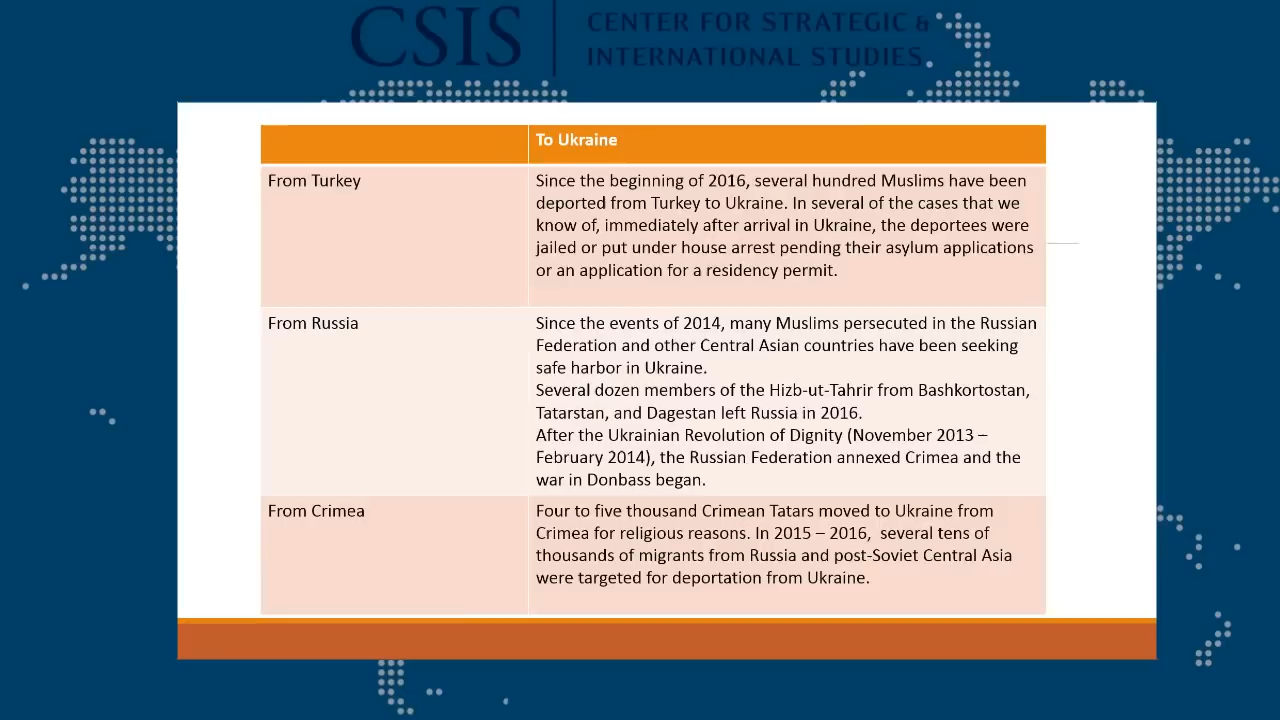 CSIS
CENTER FOR STRATEGIC &
INTERNATIONAL STUDIES
To Ukraine
From Turkey
Since the beginning of 2016, several hundred Muslims have been
deported from Turkey to Ukraine. In several of the cases that we
know of, immediately after arrival in Ukraine, the deportees were
jailed or put under house arrest pending their asylum applications
or an application for a residency permit.
From Russia
Since the events of 2014, many Muslims persecuted in the Russian
Federation and other Central Asian countries have been seeking
safe harbor in Ukraine.
Several dozen members of the Hizb-ut-Tahrir from Bashkortostan,
Tatarstan, and Dagestan left Russia in 2016.
After the Ukrainian Revolution of Dignity (November 2013 –
February 2014), the Russian Federation annexed Crimea and the
war in Donbass began.
From Crimea
Four to five thousand Crimean Tatars moved to Ukraine from
Crimea for religious reasons. In 2015 – 2016,  several tens of
thousands of migrants from Russia and post-Soviet Central Asia
were targeted for deportation from Ukraine.